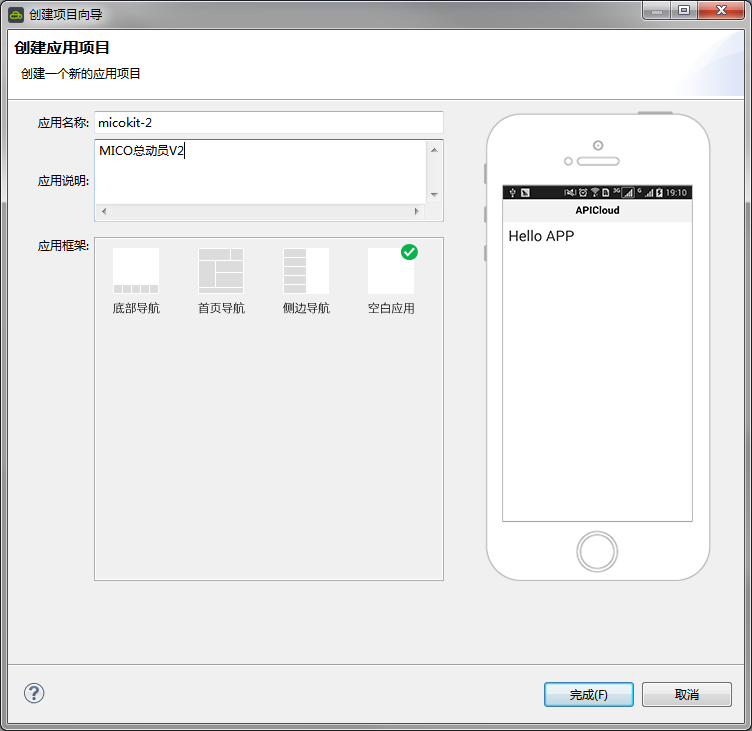 创建项目向导
创建应用项目
创建一个新的应用项目
应用名称:
micokit-2
应用说明:
MICO总动员V2
应用框架:
底部导航
首页导航
侧边导航
空白应用
3G
G
19:10
APICloud
Hello APP
?
完成(F)
取消